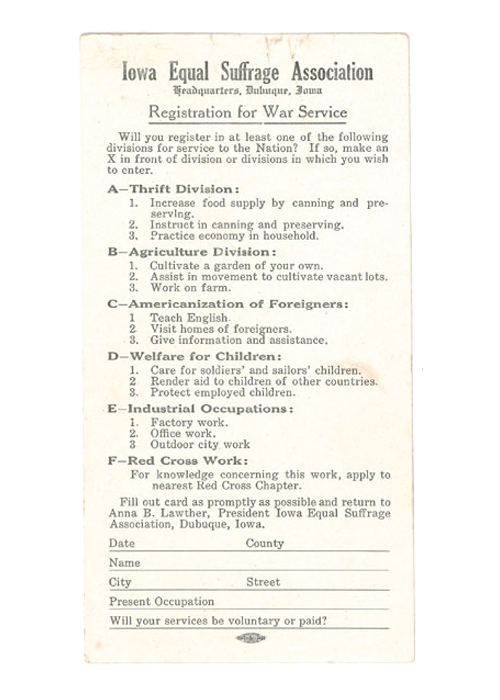 Iowa Equal Suffrage Association
Headquarters, Dubuque, Iowa
Registration for War Service
Will you register in at least one of the following
divisions for service to the Nation? If so, make an
X in front of division or divisions in which you wish
to enter.
A—Thrift Division:
1. Increase food supply by canning and pre-
serving.
2. Instruct in canning and preserving.
3. Practice economy in household.
B—Agriculture Division:
1. Cultivate a garden of your own.
2. Assist in movement to cultivate vacant lots.
3. Work on farm.
C—Americanization of Foreigners:
1 Teach English.
2 Visit homes of foreigners.
3. Give information and assistance.
D—Welfare for Children:
1. Care for soldiers' and sailors' children.
2 Render aid to children of other countries.
3. Protect employed children.
E—Industrial Occupations:
1. Factory work.
2. Office work.
3 Outdoor city work
F—Red Cross Work:
For knowledge concerning this work, apply to
nearest Red Cross Chapter.
Fill out card as promptly as possible and return to
Anna B. Lawther, President Iowa Equal Suffrage
Association, Dubuque, Iowa.
Date County
Name
City Street
Present Occupation
Will your services be voluntary or paid?